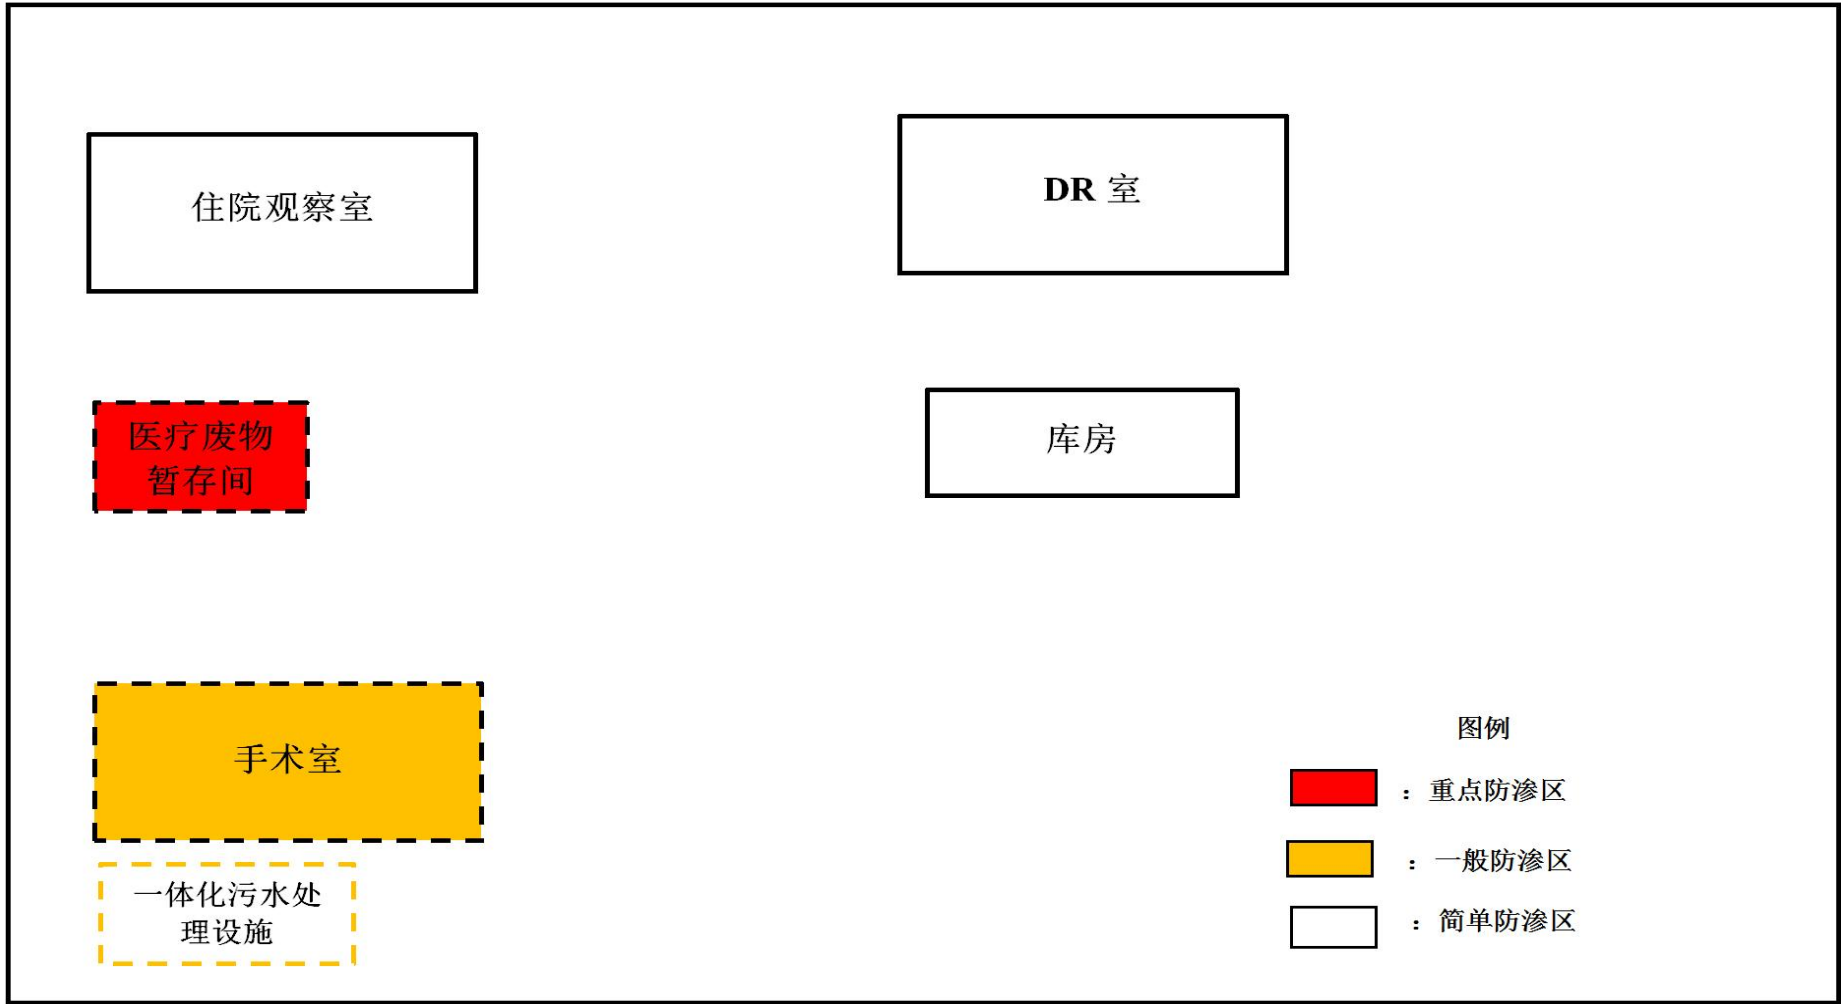 住院观察室
DR 室
医疗废物
暂存间
库房
手术室
一体化污水处
理设施
图例
：重点防渗区
：一般防渗区
：简单防渗区